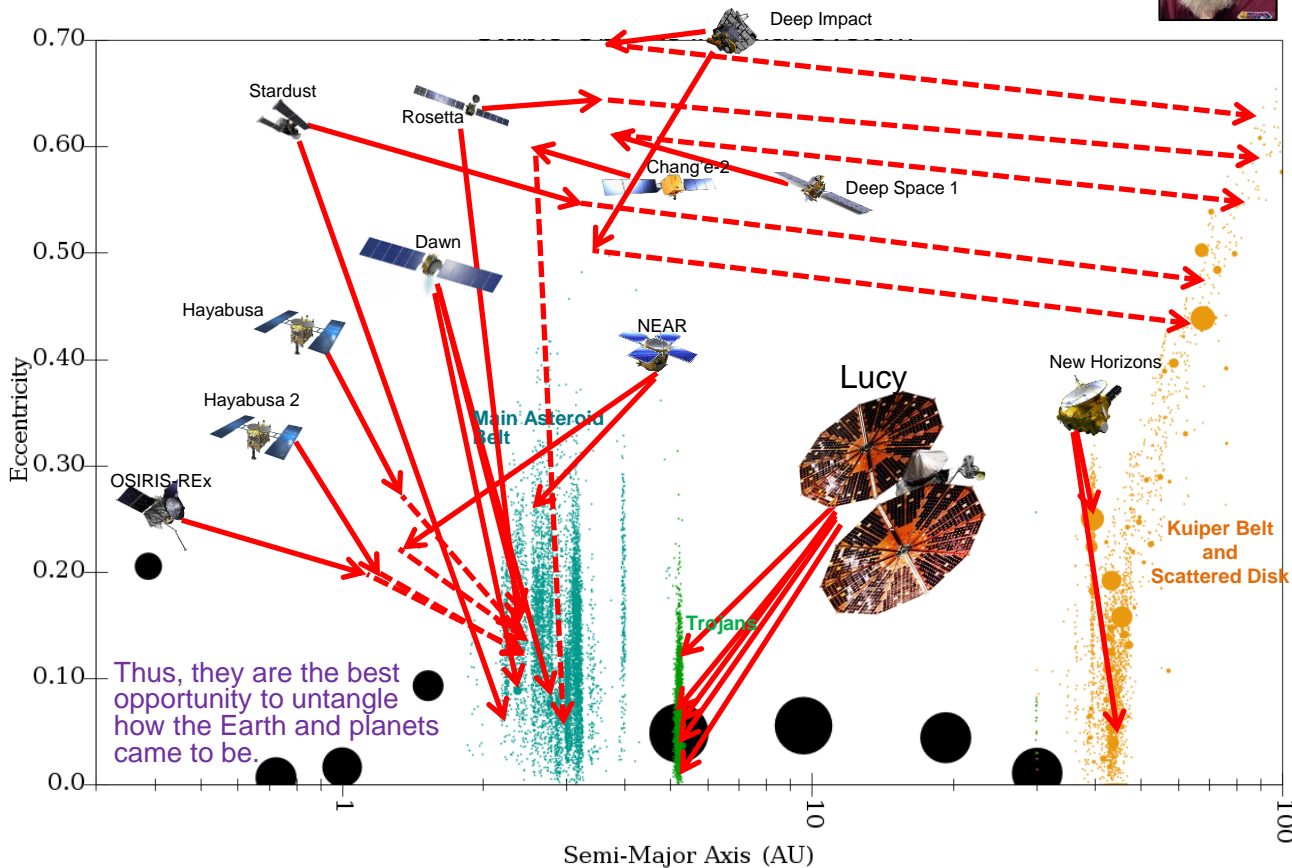 Deep Impact
0.70
Stardust
Rosetta
0.60
Chang'e-2
Deep Space 1
0.50
Dawn
Hayabusa
NEAR
0.40
New Horizons
Lucy
Eccentricity
Hayabusa 2
Main Asteroid
Belt
0.30
OSIRIS-REx
Kuiper Belt
and
Scattered Disk
0.20
Trojans
0.10
Thus, they are the best
opportunity to untangle
how the Earth and planets
came to be.
0.0
1
10
100
Semi-Major Axis (AU)